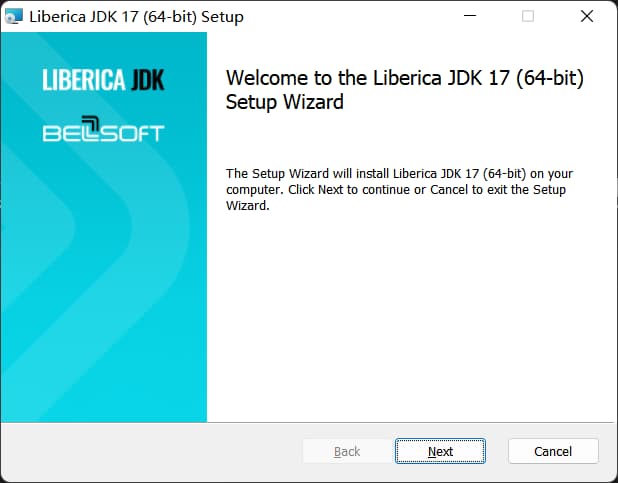 Liberica JDK 17 (64-bit) Setup
LIBERICA JDK
BELLSOFT
Welcome to the Liberica JDK 17 (64-bit)
Setup Wizard
The Setup Wizard will install Liberica JDK 17 (64-bit) on your
computer. Click Next to continue or Cancel to exit the Setup
Wizard.
Back
Next
Cancel